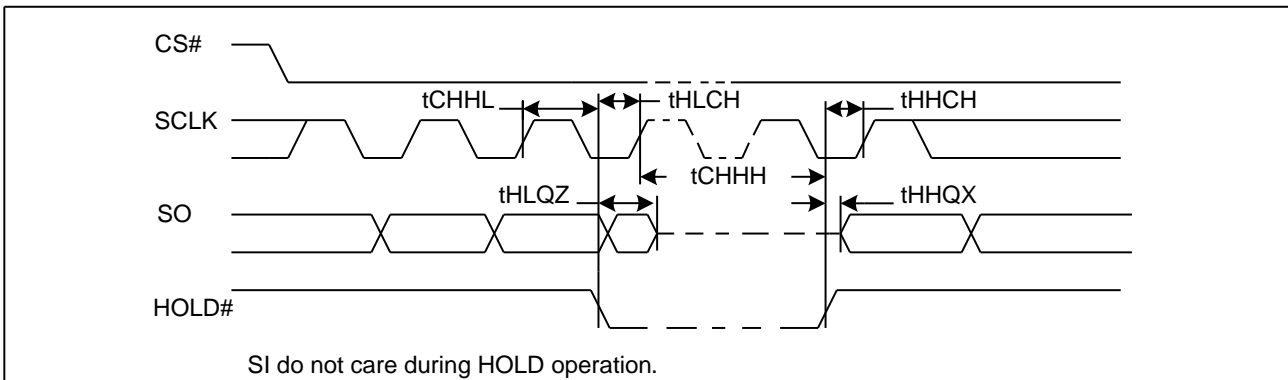 CS#
tCHHL
tHLCH
tHHCH
SCLK
tCHHH
tHLQZ
tHHQX
SO
HOLD#
SI do not care during HOLD operation.